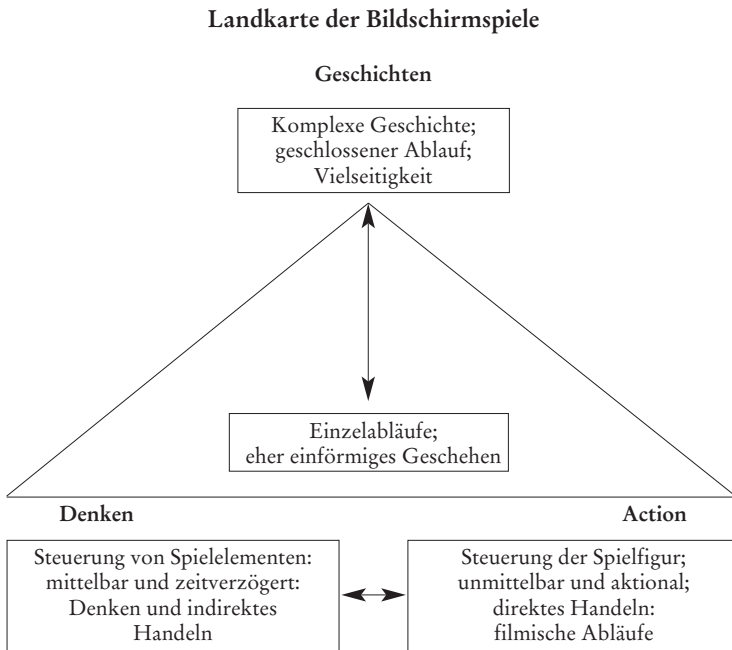 Landkarte der Bildschirmspiele
Geschichten
Komplexe Geschichte;
geschlossener Ablauf;
Vielseitigkeit
Einzelabläufe;
eher einförmiges Geschehen
Denken
Action
Steuerung von Spielelementen:
mittelbar und zeitverzögert:
Denken und indirektes
Handeln
Steuerung der Spielfigur;
unmittelbar und aktional;
direktes Handeln:
filmische Abläufe